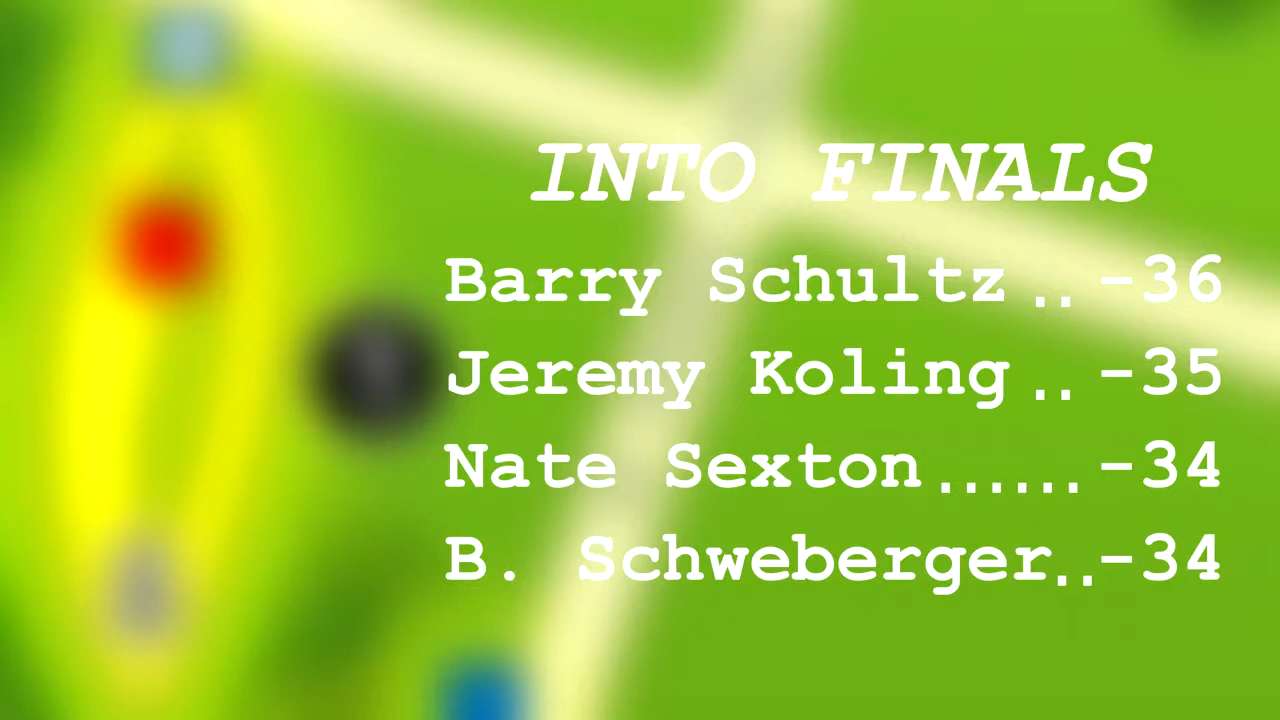 INTO FINALS
Barry Schultz .. -36
Jeremy Koling .. -35
Nate Sexton ...... -34
B. Schweberger..-34